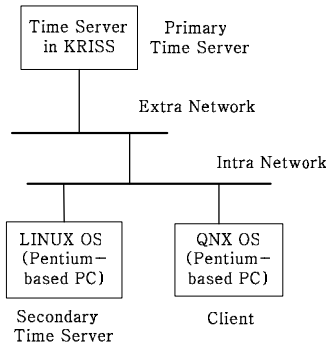 Time Server
in KRISS
Primary
Time Server
Extra Network
Intra Network
LINUX OS
(Pentium-
based PC)
QNX OS
(Pentium-
based PC)
Secondary
Time Server
Client